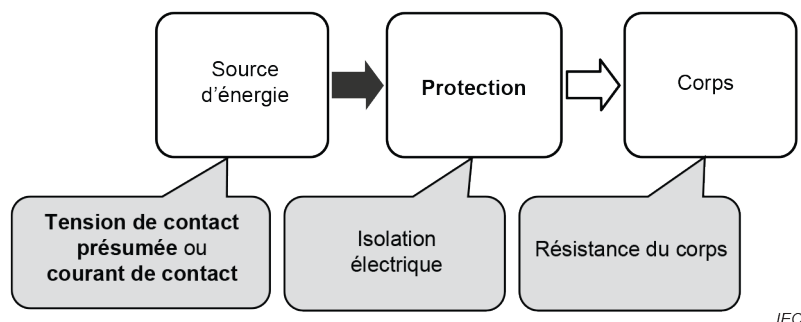 Source
d’énergie
Protection
Corps
Tension de contact
présumée ou
courant de contact
Isolation
électrique
Résistance du corps
IEC